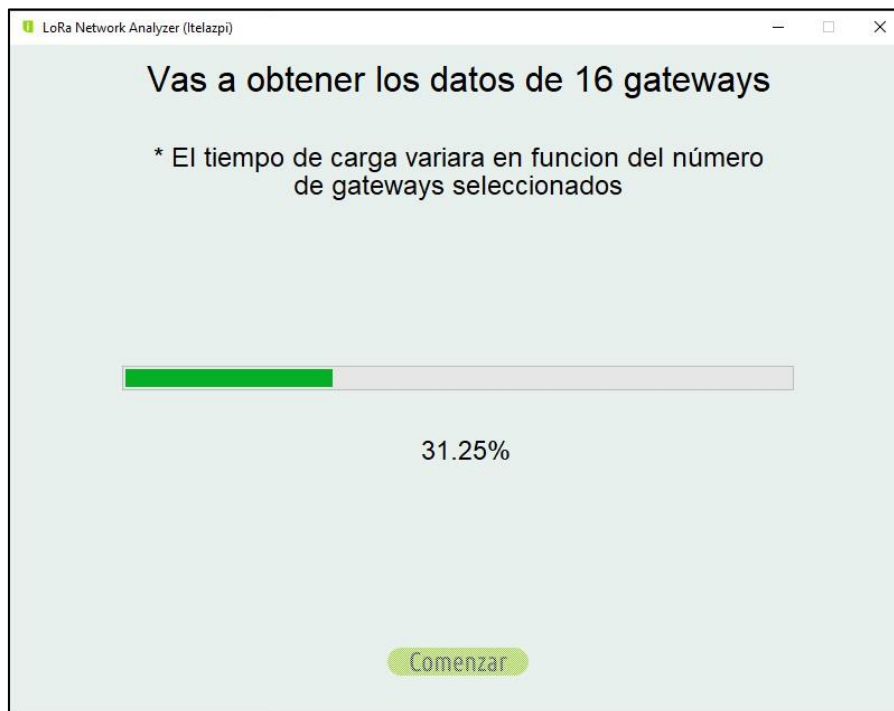 LoRa Network Analyzer (Itelazpi)
Vas a obtener los datos de 16 gateways
* El tiempo de carga variara en funcion del número
de gateways seleccionados
31.25%
Comenzar